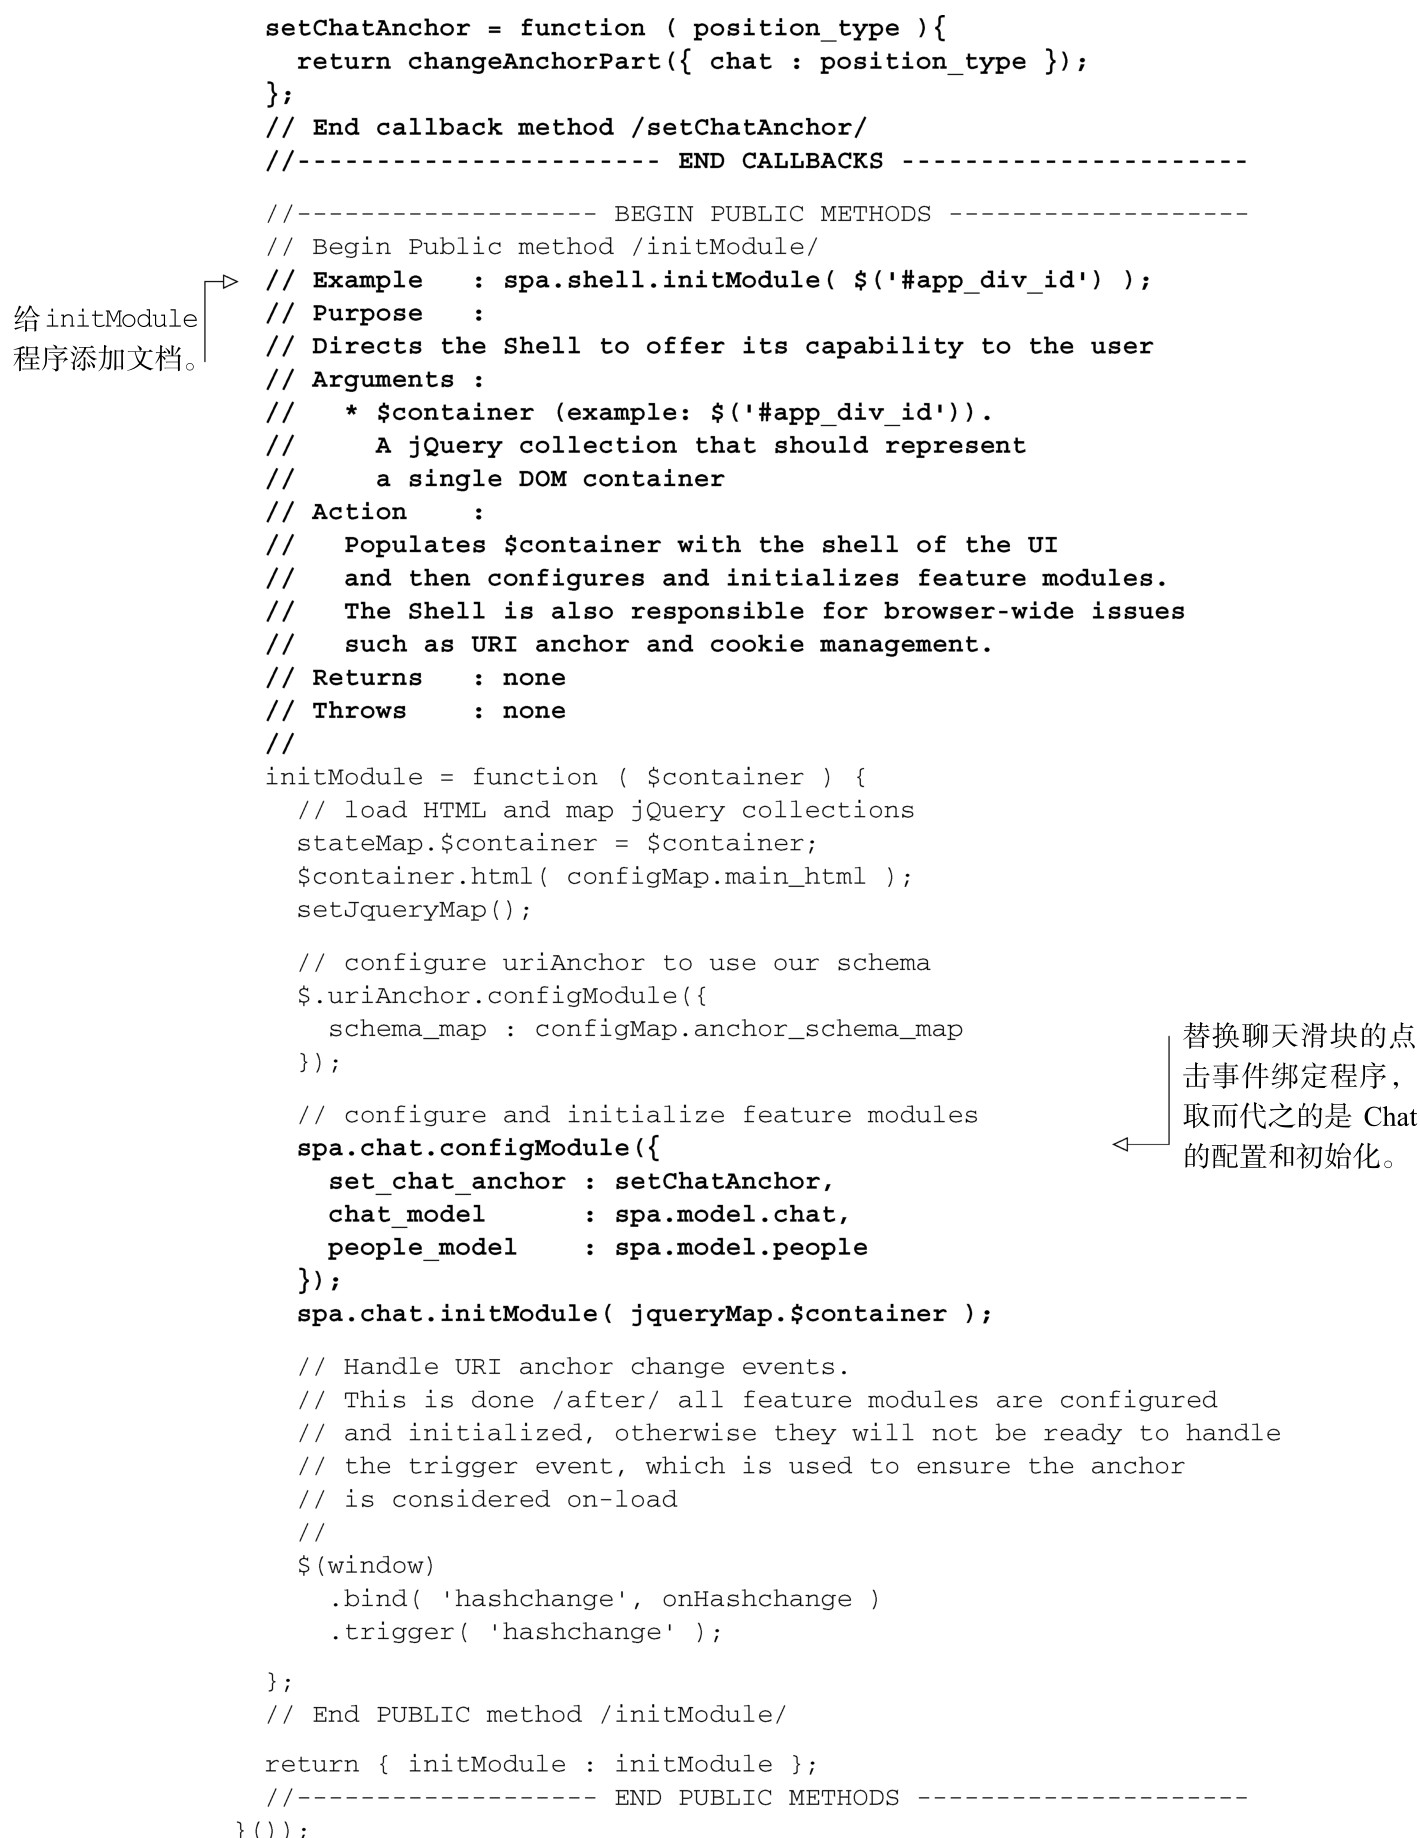 setChatAnchor = function ( position_type ){
  return changeAnchorPart({ chat : position_type });
};
// End callback method /setChatAnchor/
//----------------------- END CALLBACKS ----------------------
//------------------- BEGIN PUBLIC METHODS -------------------
// Begin Public method /initModule/
// Example   : spa.shell.initModule( $('#app_div_id') );
给 initModule
程序添加文档。
// Purpose   :
// Directs the Shell to offer its capability to the user
// Arguments :
//   * $container (example: $('#app_div_id')).
//     A jQuery collection that should represent
//     a single DOM container
// Action    :
//   Populates $container with the shell of the UI
//   and then configures and initializes feature modules.
//   The Shell is also responsible for browser-wide issues
//   such as URI anchor and cookie management.
// Returns   : none
// Throws    : none
//
initModule = function ( $container ) {
  // load HTML and map jQuery collections
  stateMap.$container = $container;
  $container.html( configMap.main_html );
  setJqueryMap();
  // configure uriAnchor to use our schema
  $.uriAnchor.configModule({
    schema_map : configMap.anchor_schema_map
  });
  // configure and initialize feature modules
  spa.chat.configModule({
替换聊天滑块的点
击事件绑定程序，
取而代之的是 Chat
的配置和初始化。
    set_chat_anchor : setChatAnchor,
    chat_model      : spa.model.chat,
    people_model    : spa.model.people
  });
  spa.chat.initModule( jqueryMap.$container );
  // Handle URI anchor change events.
  // This is done /after/ all feature modules are configured
  // and initialized, otherwise they will not be ready to handle
  // the trigger event, which is used to ensure the anchor
  // is considered on-load
  //
  $(window)
    .bind( 'hashchange', onHashchange )
    .trigger( 'hashchange' );
};
// End PUBLIC method /initModule/
return { initModule : initModule };
//------------------- END PUBLIC METHODS ---------------------
}());